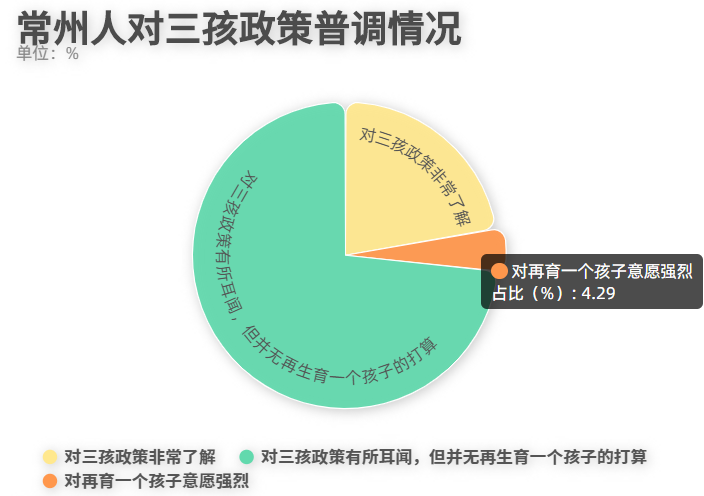 常州人对三孩政策普调情况
单位：%
对三孩政策非常了解
对三孩政策有所耳闻，但并无再生育一个孩子的打算
对再育一个孩子意愿强烈
占比（%）: 4.29
对三孩政策非常了解
对三孩政策有所耳闻，但并无再生育一个孩子的打算
对再育一个孩子意愿强烈